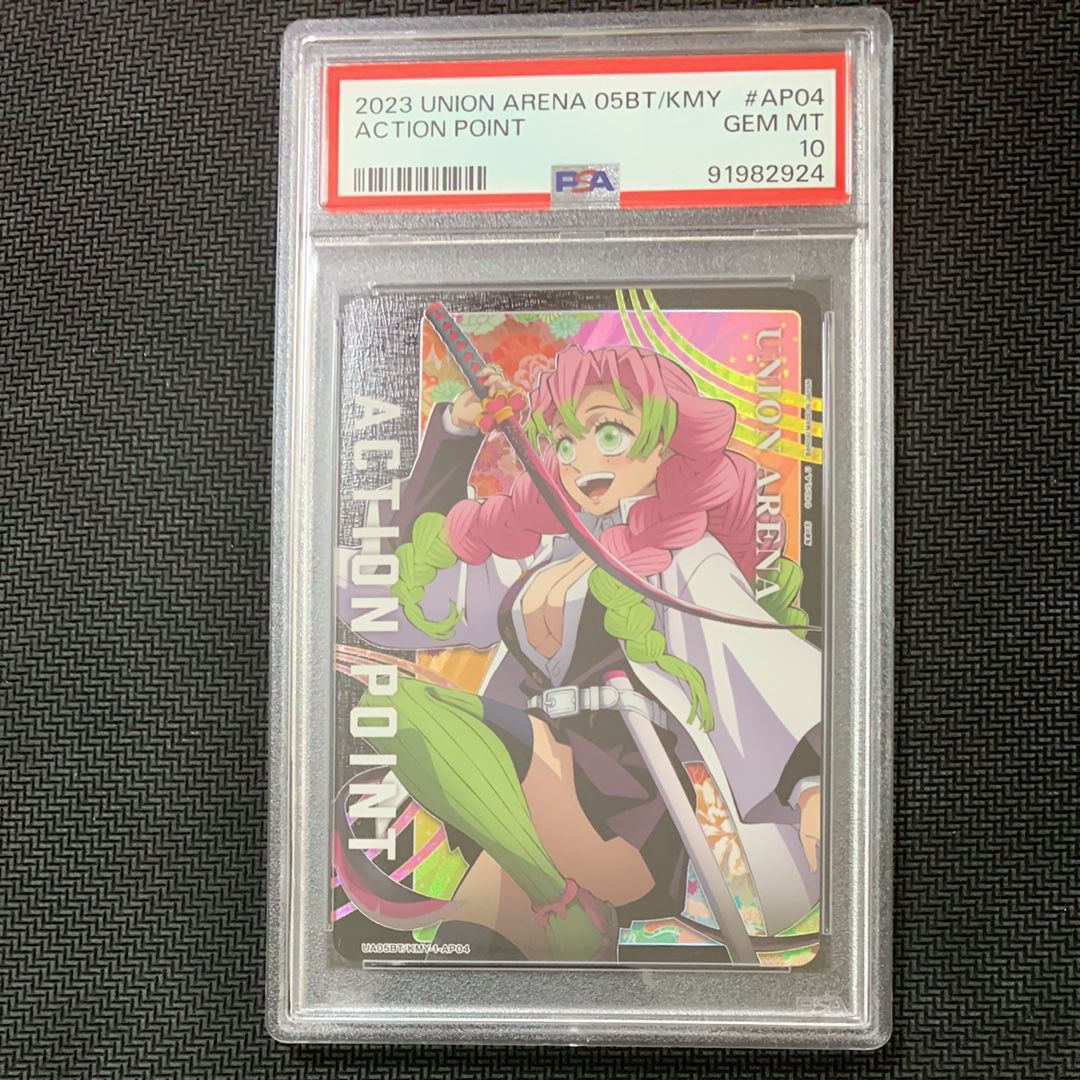 2023 UNION ARENA 05BT/KMY #AP04
ACTION POINT GEM MT
10
PSA 91982924
UNION ARENA
ACTION POINT
UA05BT/KMY-1-AP04
PSA